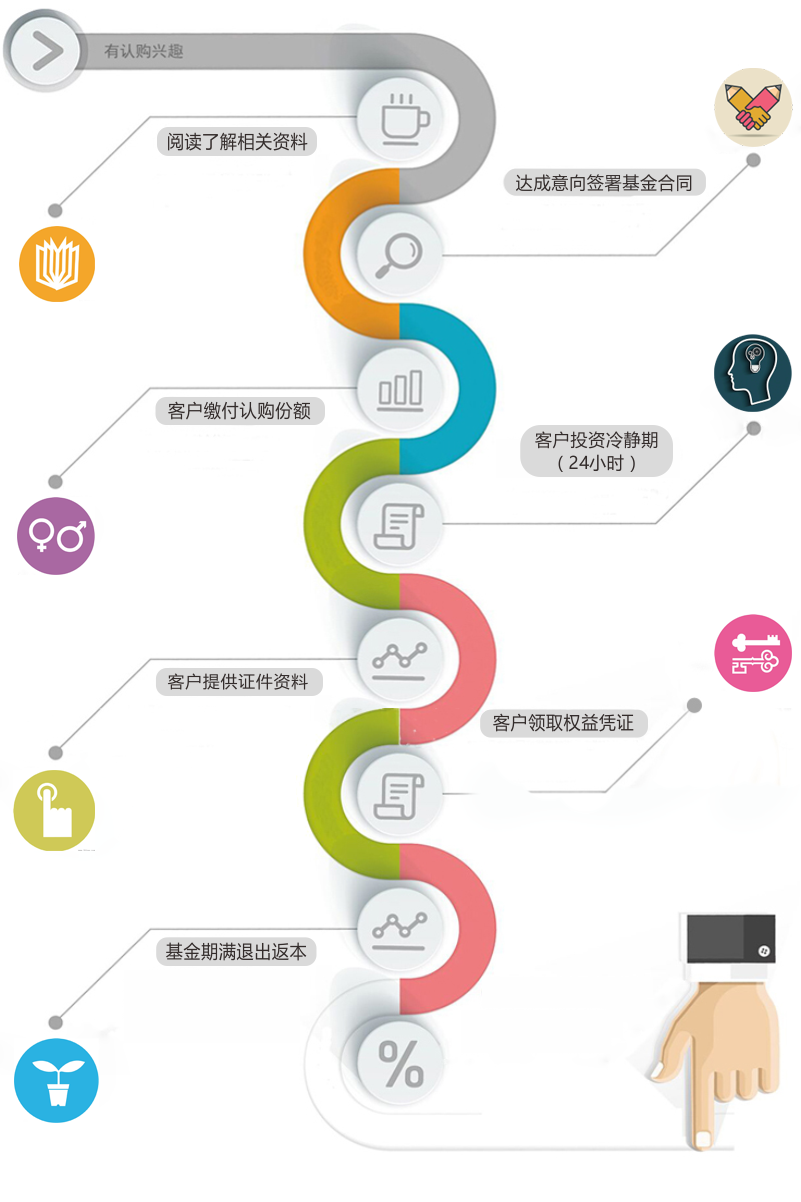 有认购兴趣
阅读了解相关资料
达成意向签署基金合同
客户缴付认购份额
客户投资冷静期
（24小时）
客户提供证件资料
客户领取权益凭证
基金期满退出返本
%